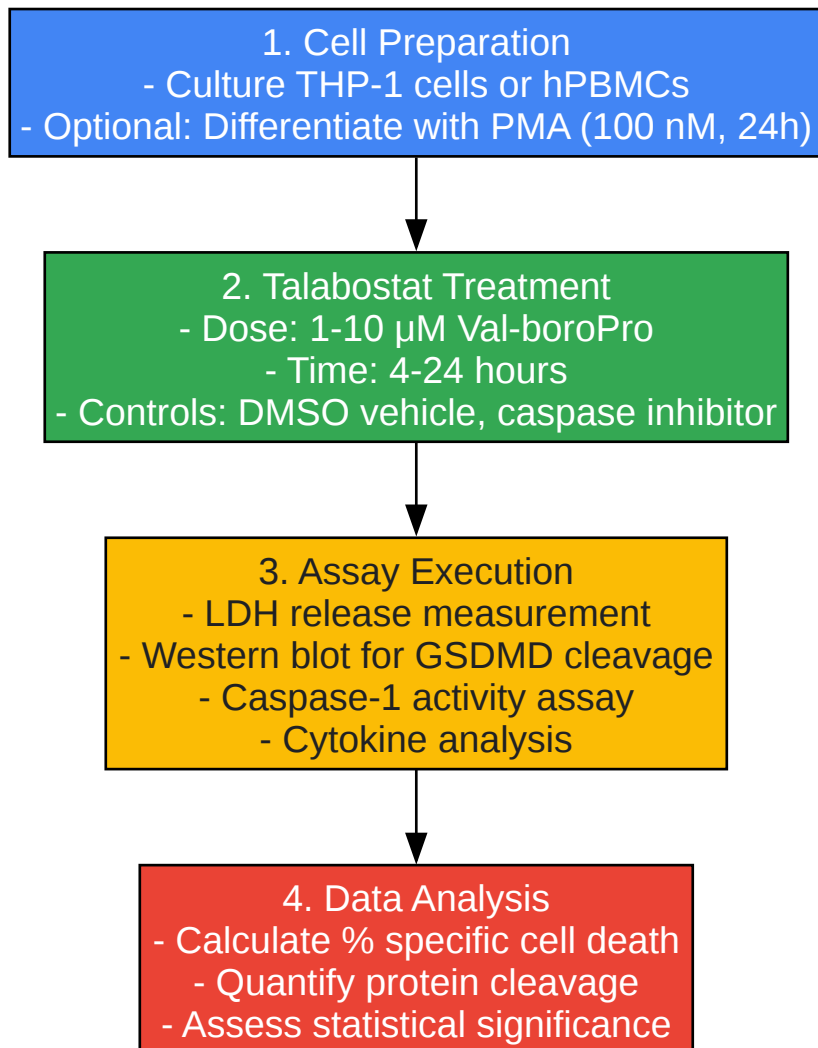 1. Cell Preparation
- Culture THP-1 cells or hPBMCs
- Optional: Differentiate with PMA (100 nM, 24h)
2. Talabostat Treatment
- Dose: 1-10 μM Val-boroPro
- Time: 4-24 hours
- Controls: DMSO vehicle, caspase inhibitor
3. Assay Execution
- LDH release measurement
- Western blot for GSDMD cleavage
- Caspase-1 activity assay
- Cytokine analysis
4. Data Analysis
- Calculate % specific cell death
- Quantify protein cleavage
- Assess statistical significance